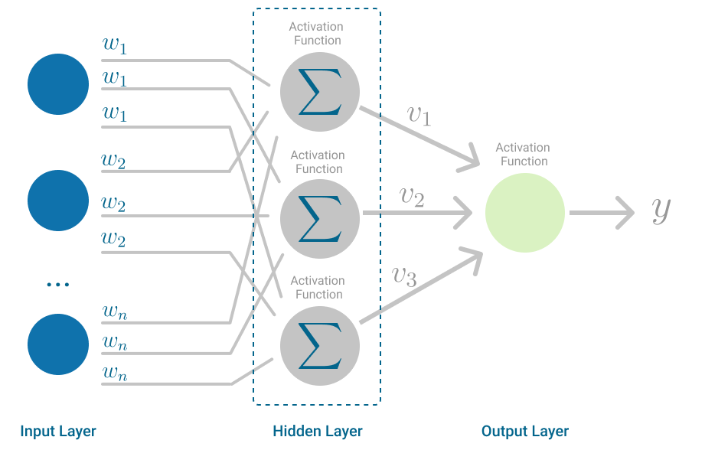 w1
w1
w1
w2
w2
w2
...
wn
wn
wn
Activation
Function
∑
Activation
Function
∑
Activation
Function
∑
v1
v2
v3
Activation
Function
y
Input Layer
Hidden Layer
Output Layer